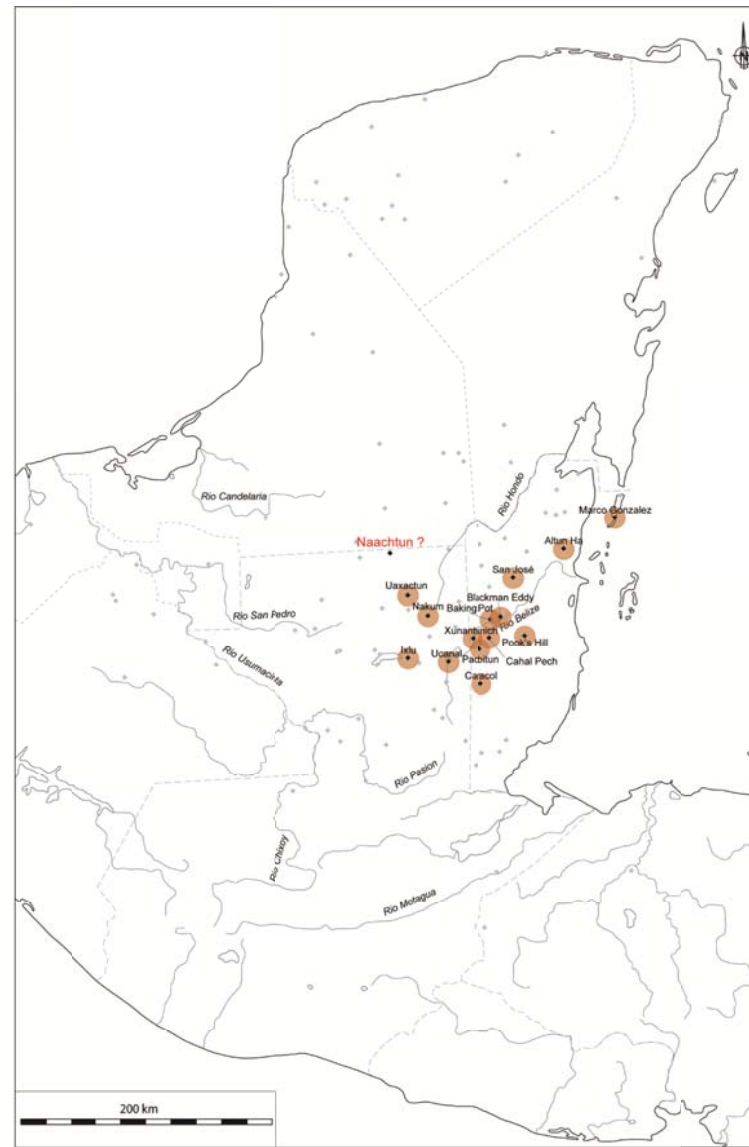 N
Rio Hondo
Rio Candelaria
Marco Gonzalez
Naachtun ?
Altun Ha
San José
Uaxactun
Blackman Eddy
Nakum
Baking Pot
Rio San Pedro
Rio Belize
Xunantunich
Pook's Hill
Rio Usumacinta
Ixlu
Ucanal
Pacbitun
Cahal Pech
Caracol
Rio Pasion
Rio Chixoy
Rio Motagua
200 km